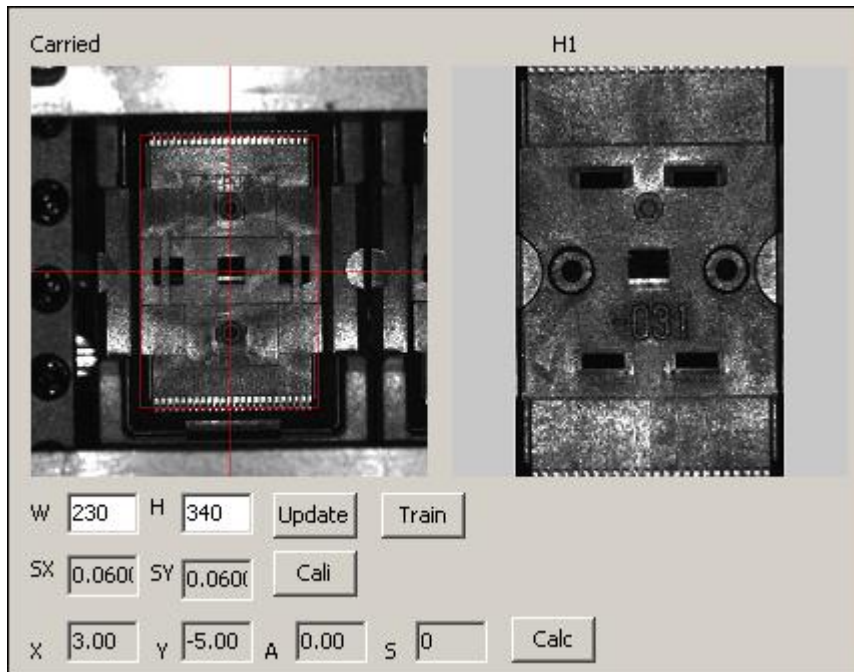 Carried H1
-031
W 230 H 340 Update Train
SX 0.060( SY 0.060( Cali
X 3.00 Y -5.00 A 0.00 S 0 Calc